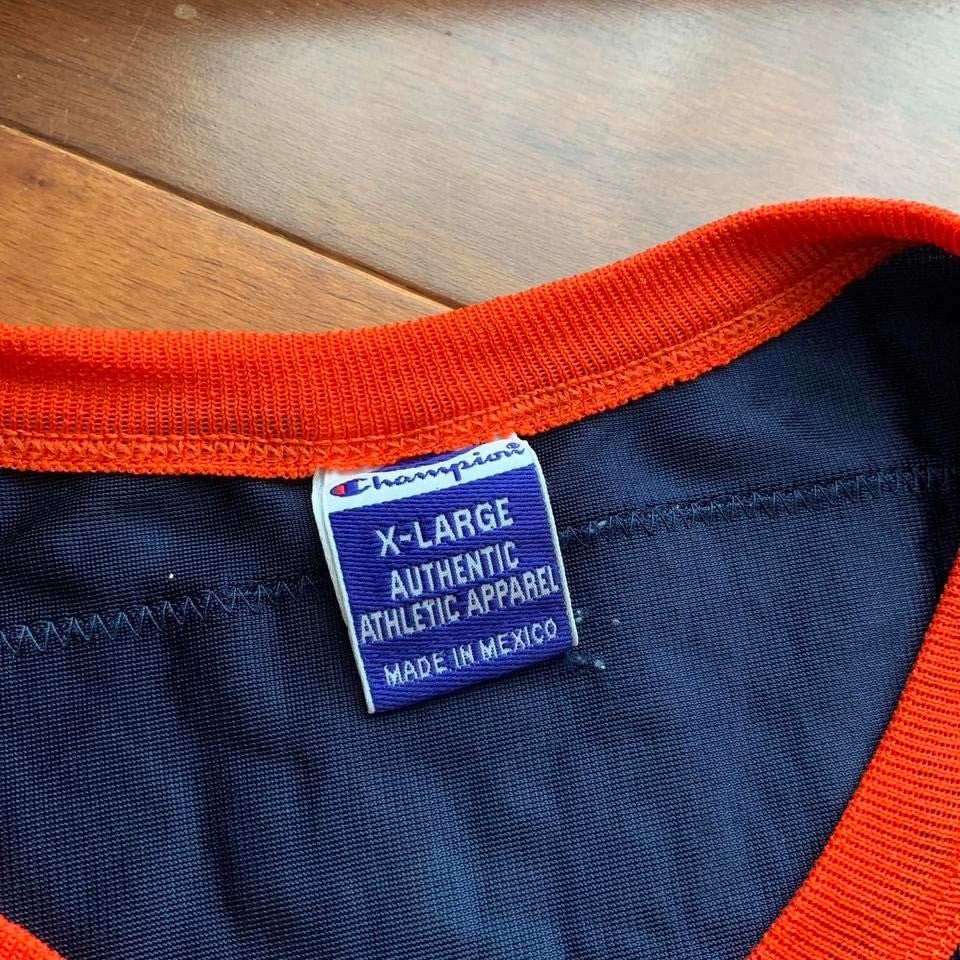 Champion®
X-LARGE
AUTHENTIC
ATHLETIC APPAREL
MADE IN MEXICO